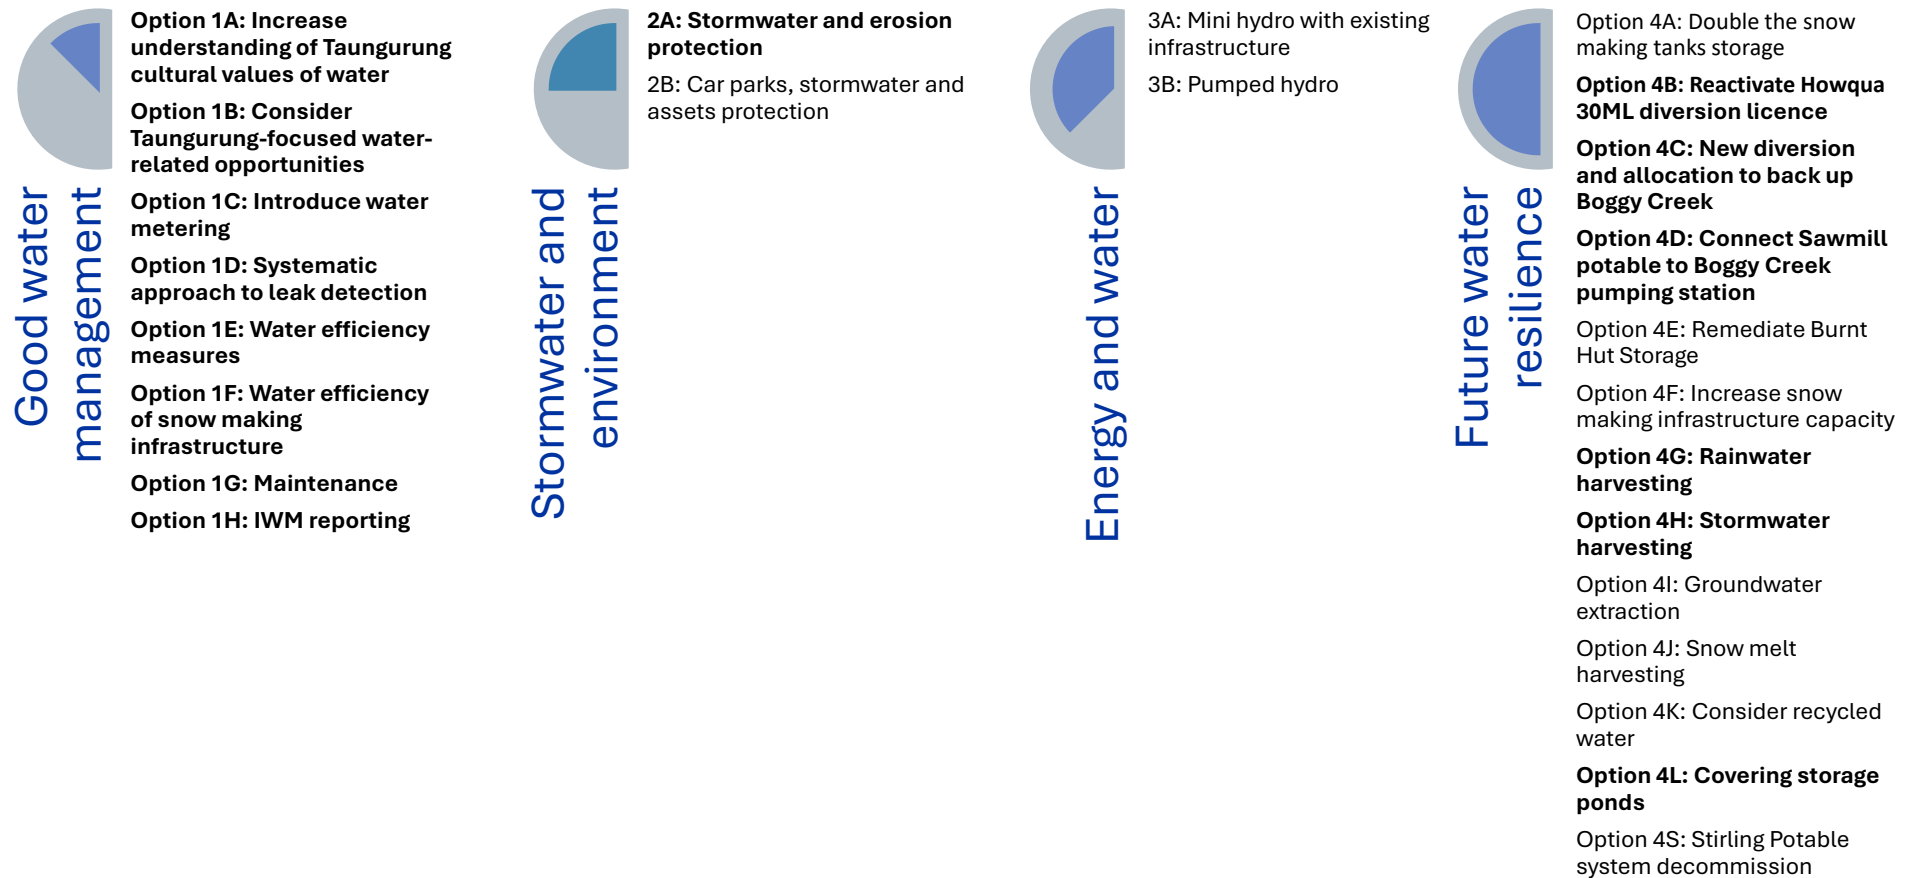 Good water
management
Option 1A: Increase
understanding of Taungurung
cultural values of water
Option 1B: Consider
Taungurung-focused water-
related opportunities
Option 1C: Introduce water
metering
Option 1D: Systematic
approach to leak detection
Option 1E: Water efficiency
measures
Option 1F: Water efficiency
of snow making
infrastructure
Option 1G: Maintenance
Option 1H: IWM reporting
Stormwater and
environment
2A: Stormwater and erosion
protection
2B: Car parks, stormwater and
assets protection
Energy and water
3A: Mini hydro with existing
infrastructure
3B: Pumped hydro
Future water
resilience
Option 4A: Double the snow
making tanks storage
Option 4B: Reactivate Howqua
30ML diversion licence
Option 4C: New diversion
and allocation to back up
Boggy Creek
Option 4D: Connect Sawmill
potable to Boggy Creek
pumping station
Option 4E: Remediate Burnt
Hut Storage
Option 4F: Increase snow
making infrastructure capacity
Option 4G: Rainwater
harvesting
Option 4H: Stormwater
harvesting
Option 4I: Groundwater
extraction
Option 4J: Snow melt
harvesting
Option 4K: Consider recycled
water
Option 4L: Covering storage
ponds
Option 4S: Stirling Potable
system decommission